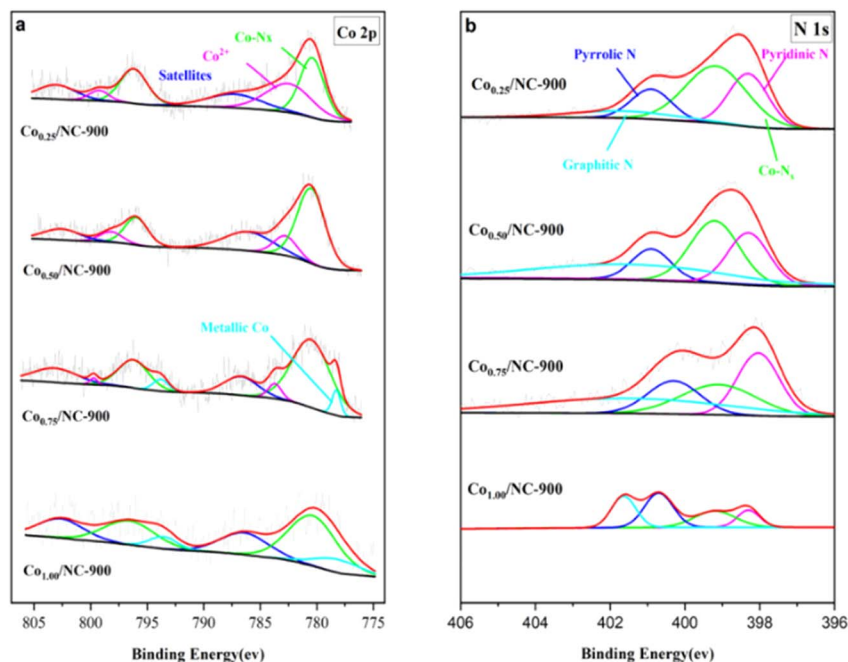 a
Co 2p
Co-Nx
Co²⁺
Satellites
Co₀.₂₅/NC-900
Co₀.₅₀/NC-900
Metallic Co
Co₀.₇₅/NC-900
Co₁.₀₀/NC-900
805 800 795 790 785 780 775
Binding Energy(ev)
b
N 1s
Pyrrolic N
Pyridinic N
Co₀.₂₅/NC-900
Graphitic N
Co-Nₓ
Co₀.₅₀/NC-900
Co₀.₇₅/NC-900
Co₁.₀₀/NC-900
406 404 402 400 398 396
Binding Energy(ev)